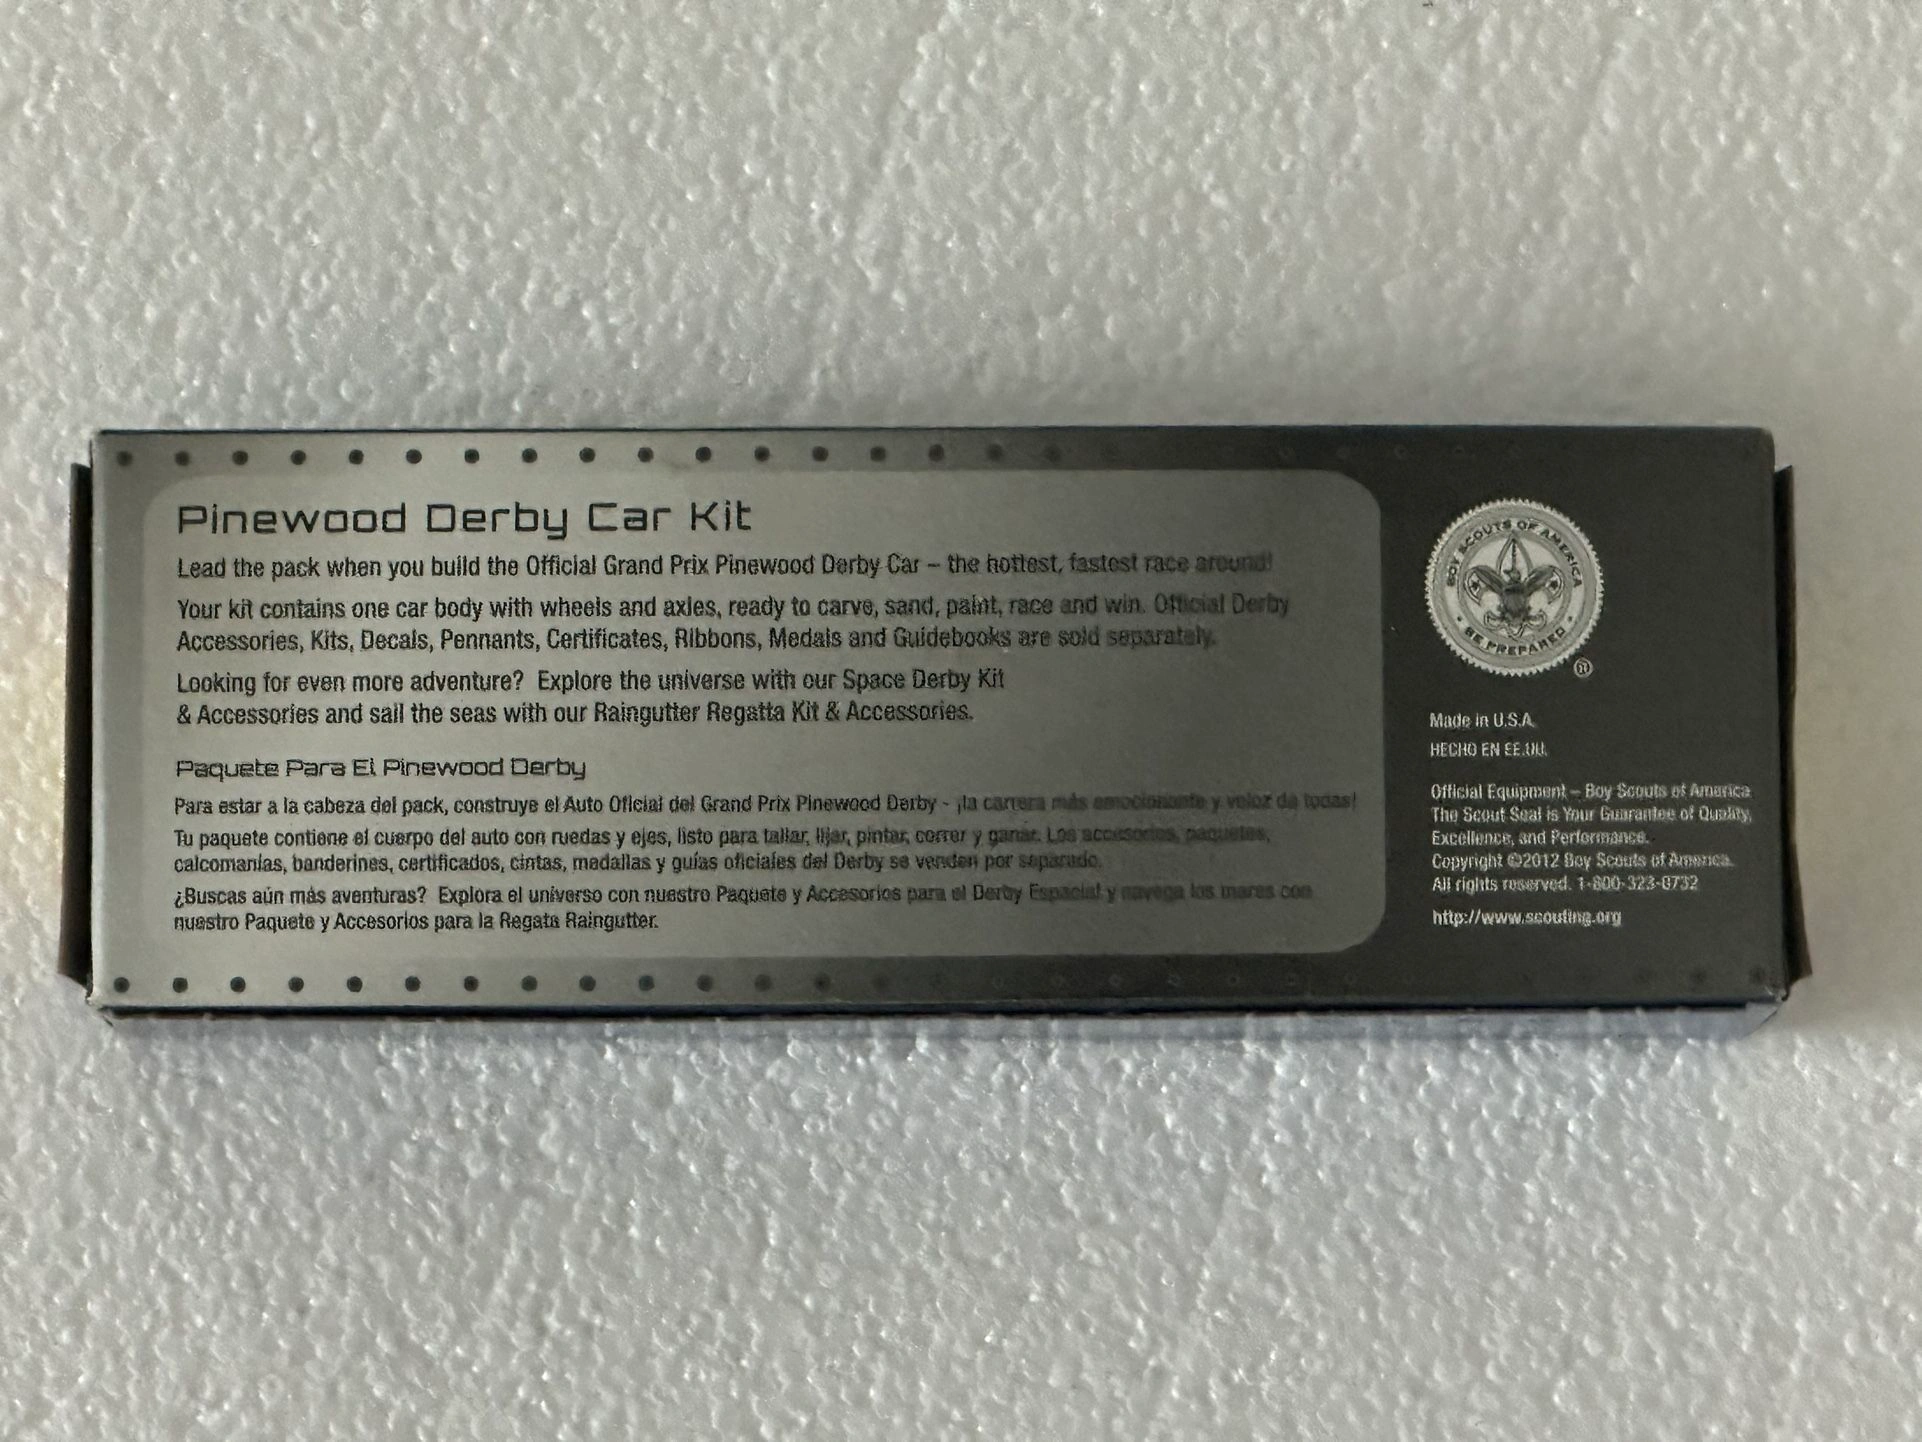 Pinewood Derby Car Kit
Lead the pack when you build the Official Grand Prix Pinewood Derby Car – the hottest, fastest race around!
Your kit contains one car body with wheels and axles, ready to carve, sand, paint, race and win. Official Derby
Accessories, Kits, Decals, Pennants, Certificates, Ribbons, Medals and Guidebooks are sold separately.
Looking for even more adventure? Explore the universe with our Space Derby Kit
& Accessories and sail the seas with our Raingutter Regatta Kit & Accessories.
Paquete Para El Pinewood Derby
Para estar a la cabeza del pack, construye el Auto Oficial del Grand Prix Pinewood Derby - ¡la carrera más emocionante y veloz de todas!
Tu paquete contiene el cuerpo del auto con ruedas y ejes, listo para tallar, lijar, pintar, correr y ganar. Los accesorios, paquetes,
calcomanías, banderines, certificados, cintas, medallas y guías oficiales del Derby se venden por separado.
¿Buscas aún más aventuras? Explora el universo con nuestro Paquete y Accesorios para el Derby Espacial y navega los mares con
nuestro Paquete y Accesorios para la Regata Raingutter.
BOY SCOUTS OF AMERICA
• BE PREPARED •
®
Made in U.S.A.
HECHO EN EE.UU.
Official Equipment – Boy Scouts of America
The Scout Seal is Your Guarantee of Quality,
Excellence, and Performance.
Copyright ©2012 Boy Scouts of America.
All rights reserved. 1-800-323-0732
http://www.scouting.org